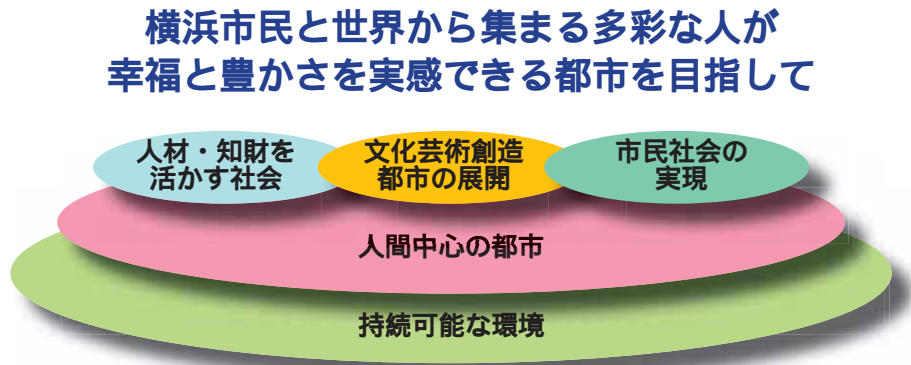 横浜市民と世界から集まる多彩な人が
幸福と豊かさを実感できる都市を目指して
人材・知財を
活かす社会
文化芸術創造
都市の展開
市民社会の
実現
人間中心の都市
持続可能な環境